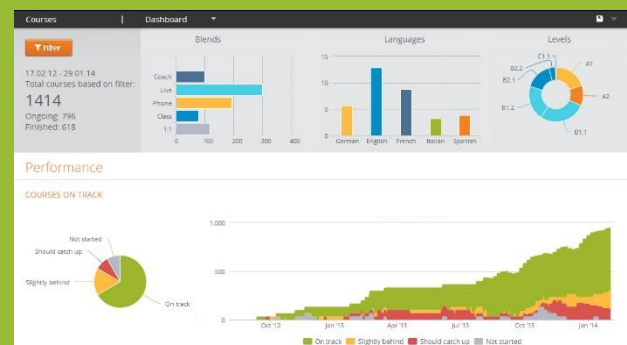 Courses | Dashboard
Filter
17.02.12 - 29.01.14
Total courses based on filter:
1414
Ongoing: 796
Finished: 618
Blends
Coach
Live
Phone
Class
1:1
0 100 200 300 400
Languages
15
10
5
0
German English French Italian Spanish
Levels
C1.1
B2.2
B2.1
B1.2
A1
A2
B1.1
Performance
COURSES ON TRACK
Not started
Should catch up
Slightly behind
On track
1.000
500
0
Oct '12 Jan '13 Apr '13 Jul '13 Oct '13 Jan '14
On track Slightly behind Should catch up Not started